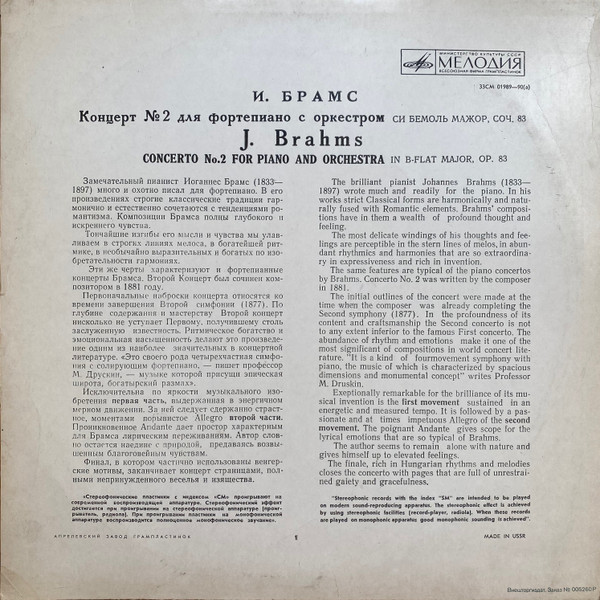 МИНИСТЕРСТВО КУЛЬТУРЫ СССР
МЕЛОДИЯ
ВСЕСОЮЗНАЯ ФИРМА ГРАМПЛАСТИНОК
33СМ 01989—90(а)
И. БРАМС
Концерт №2 для фортепиано с оркестром СИ БЕМОЛЬ МАЖОР, СОЧ. 83
J. Brahms
CONCERTO No.2 FOR PIANO AND ORCHESTRA IN B-FLAT MAJOR, OP. 83
Замечательный пианист Иоганнес Брамс (1833—
1897) много и охотно писал для фортепиано. В его
произведениях строгие классические традиции гар-
монично и естественно сочетаются с тенденциями ро-
мантизма. Композиции Брамса полны глубокого и
искреннего чувства.
Тончайшие изгибы его мысли и чувства мы улав-
ливаем в строгих линиях мелоса, в богатейшей рит-
мике, в необычайно выразительных и богатых по изо-
бретательности гармониях.
Эти же черты характеризуют и фортепианные
концерты Брамса. Второй Концерт был сочинен ком-
позитором в 1881 году.
Первоначальные наброски концерта относятся ко
времени завершения Второй симфонии (1877). По
глубине содержания и мастерству Второй концерт
нисколько не уступает Первому, получившему столь
заслуженную известность. Ритмическое богатство и
эмоциональная насыщенность делают это произведе-
ние одним из наиболее значительных в концертной
литературе. «Это своего рода четырехчастная симфо-
ния с солирующим фортепиано, — пишет профессор
М. Друскин, — музыке которой присущи эпическая
широта, богатырский размах».
Исключительна по яркости музыкального изо-
бретения первая часть, выдержанная в энергичном
мерном движении. За ней следует сдержанно страст-
ное, моментами порывистое Allegro второй части.
Проникновенное Andante дает простор характерным
для Брамса лирическим переживаниям. Автор слов-
но остается наедине с природой, предаваясь возвы-
шенным благоговейным чувствам.
Финал, в котором частично использованы венгер-
ские мотивы, заканчивает концерт страницами, пол-
ными непринужденного веселья и изящества.
The brilliant pianist Johannes Brahms (1833—
1897) wrote much and readily for the piano. In his
works strict Classical forms are harmonically and natu-
rally fused with Romantic elements. Brahms' composi-
tions have in them a wealth of profound thought and
feeling.
The most delicate windings of his thoughts and fee-
lings are perceptible in the stern lines of melos, in abun-
dant rhythmics and harmonies that are so extraordina-
ry in expressiveness and rich in invention.
The same features are typical of the piano concertos
by Brahms. Concerto No. 2 was written by the composer
in 1881.
The initial outlines of the concert were made at the
time when the composer was already completing the
Second symphony (1877). In the profoundness of its
content and craftsmanship the Second concerto is not
to any extent inferior to the famous First concerto. The
abundance of rhythm and emotions make it one of the
most significant of compositions in world concert lite-
rature. "It is a kind of fourmovement symphony with
piano, the music of which is characterized by spacious
dimensions and monumental concept" writes Professor
M. Druskin.
Exeptionally remarkable for the brilliance of its mu-
sical invention is the first movement sustained in an
energetic and measured tempo. It is followed by a pas-
sionate and at times impetuous Allegro of the second
movement. The poignant Andante gives scope for the
lyrical emotions that are so typical of Brahms.
The author seems to remain alone with nature and
gives himself up to elevated feelings.
The finale, rich in Hungarian rhythms and melodies
closes the concerto with pages that are full of unrestrai-
ned gaiety and gracefulness.
«Стереофонические пластинки с индексом «СМ» проигрывают на
современной воспроизводящей аппаратуре. Стереофонический эффект
достигается при проигрывании на стереофонической аппаратуре (проиг-
рыватель, радиола). При проигрывании пластинок на монофонической
аппаратуре воспроизводится полноценное монофоническое звучание».
"Stereophonic records with the index "SM" are intended to be played
on modern sound-reproducing apparatus. The stereophonic effect is achieved
by using stereophonic facilities (record-player, radiola). When these records
are played on monophonic apparatus good monophonic sounding is achieved".
АПРЕЛЕВСКИЙ ЗАВОД ГРАМПЛАСТИНОК
MADE IN USSR
Внешторгиздат. Заказ №